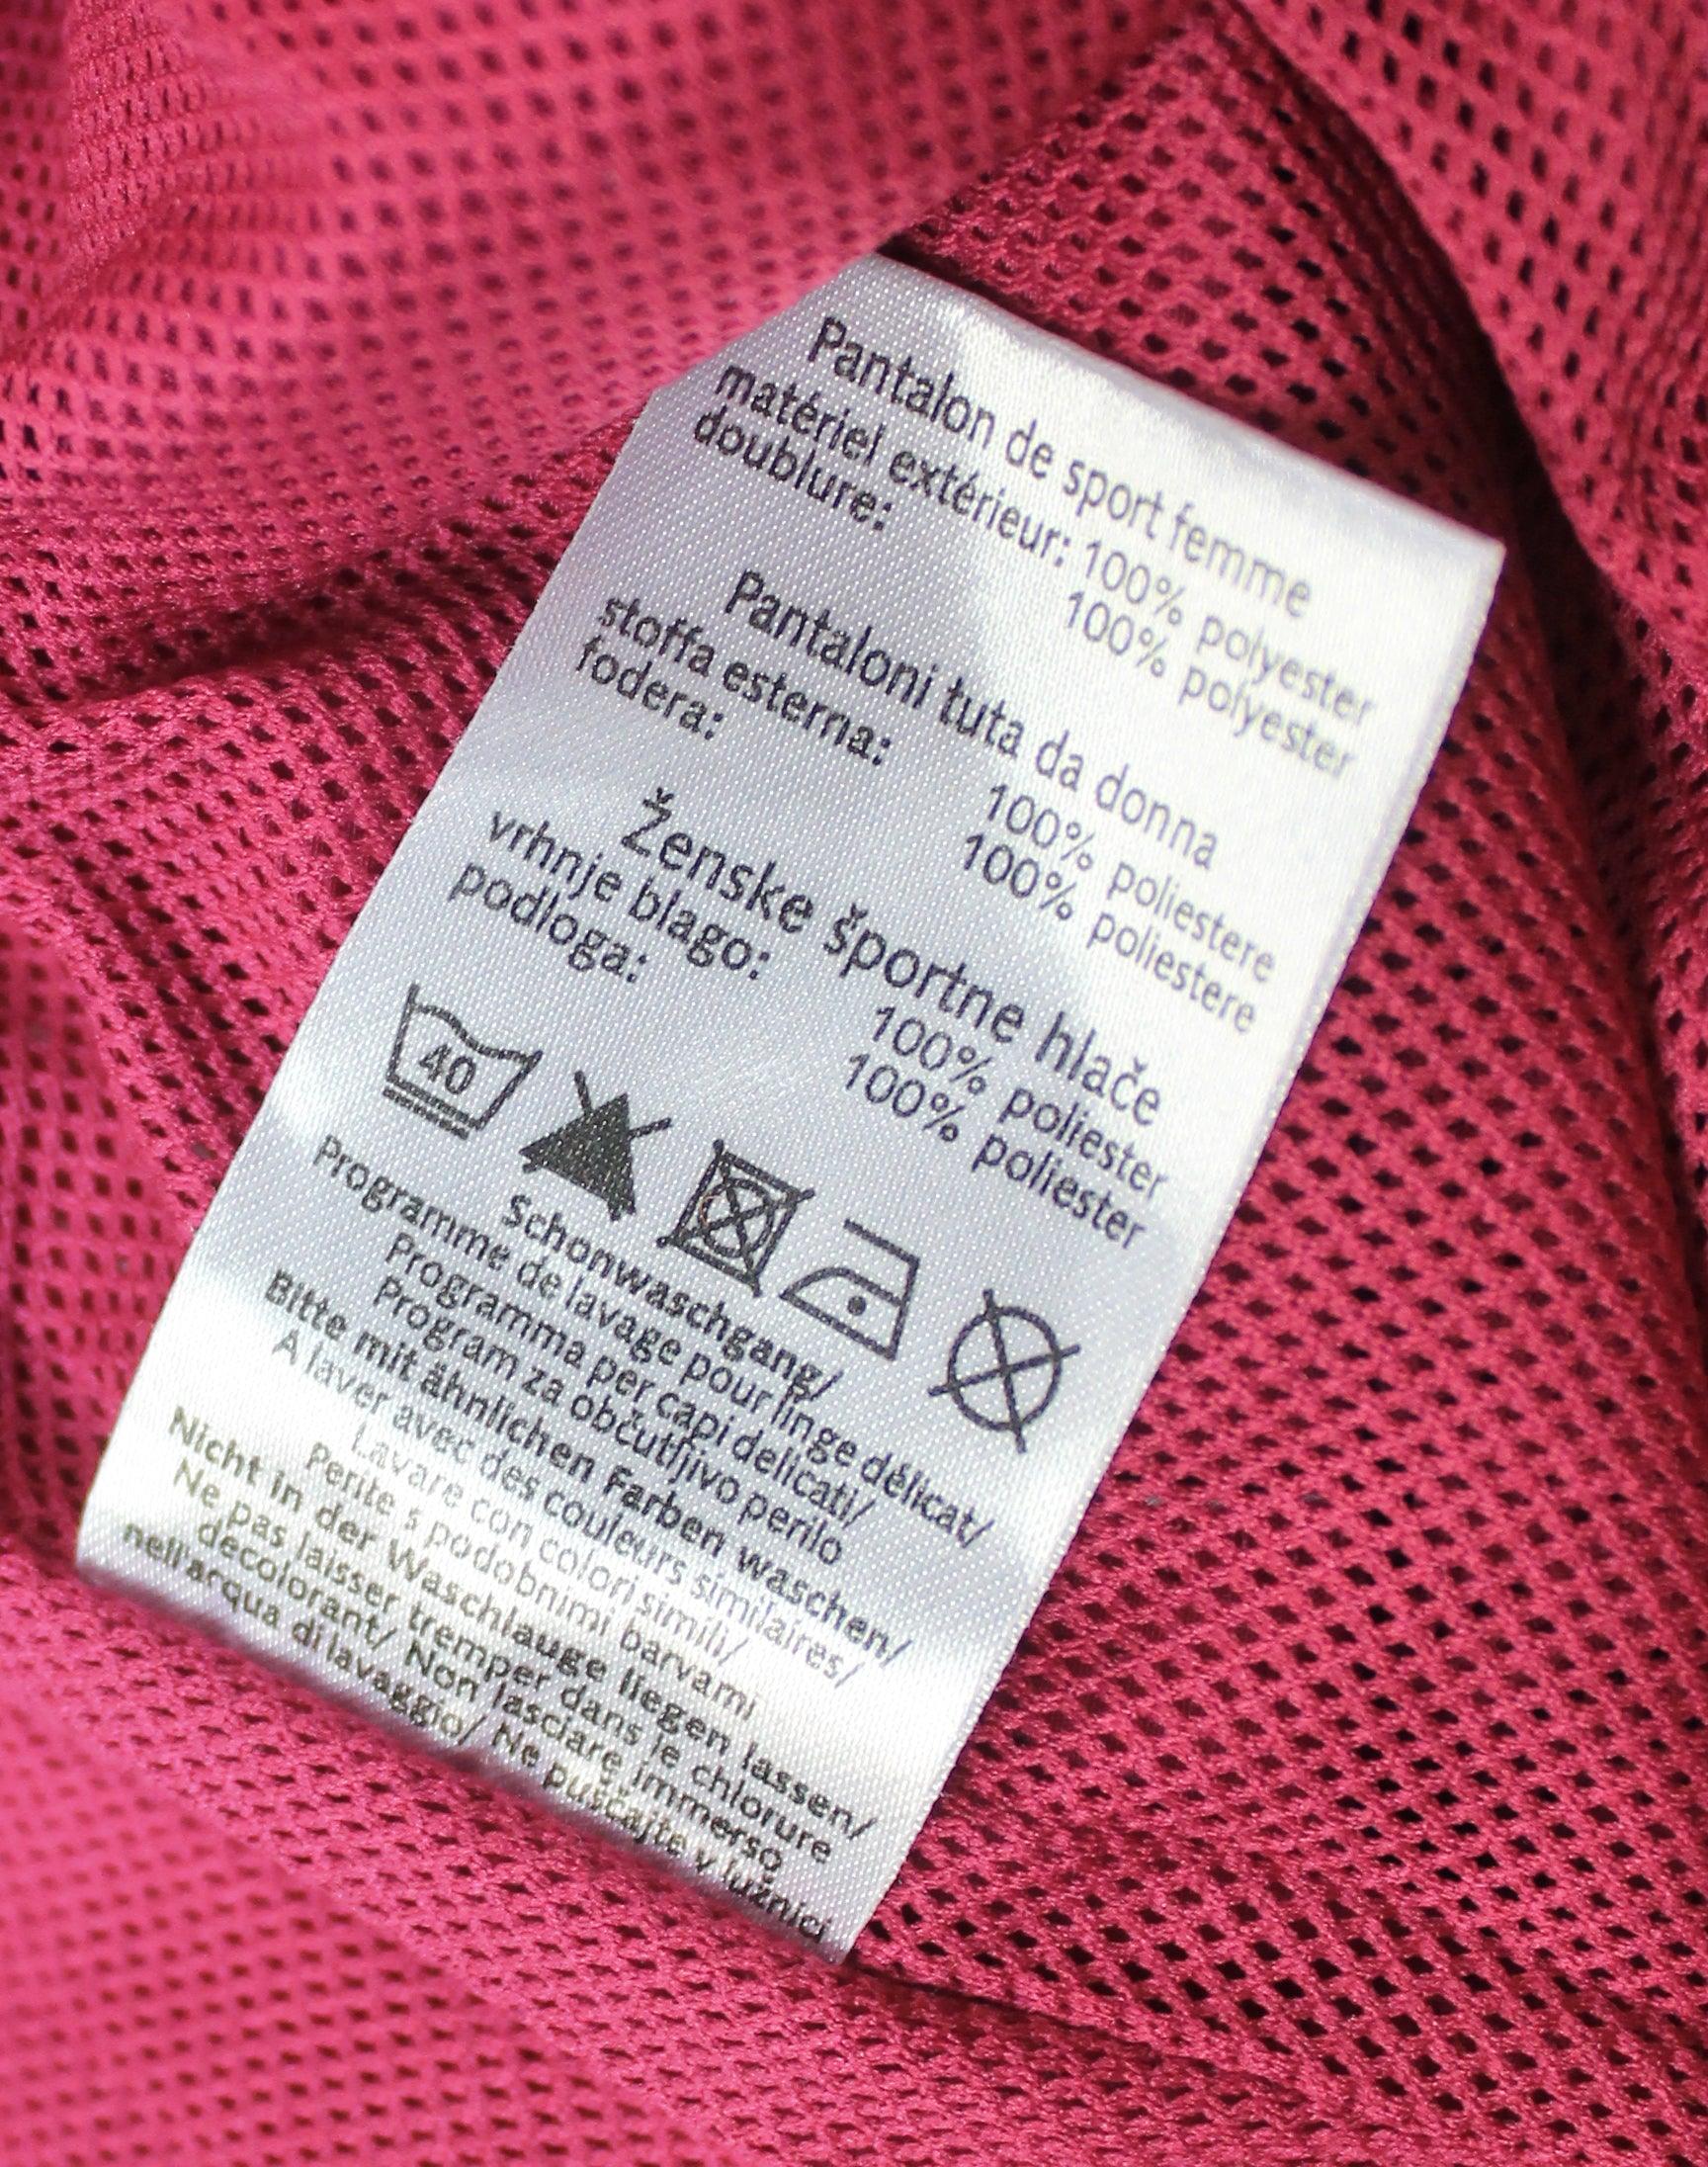 Pantalon de sport femme
matériel extérieur: 100% polyester
doublure: 100% polyester
Pantaloni tuta da donna
stoffa esterna: 100% poliestere
fodera: 100% poliestere
Ženske športne hlače
vrhnje blago: 100% poliester
podloga: 100% poliester
40
Schonwaschgang/
Programme de lavage pour linge délicat/
Programma per capi delicati/
Program za občutljivo perilo
Bitte mit ähnlichen Farben waschen/
A laver avec des couleurs similaires/
Lavare con colori simili/
Perite s podobnimi barvami
Nicht in der Waschlauge liegen lassen/
Ne pas laisser tremper dans le chlorure
décolorant/ Non lasciare immerso
nell'acqua di lavaggio/ Ne puščajte v lužnici